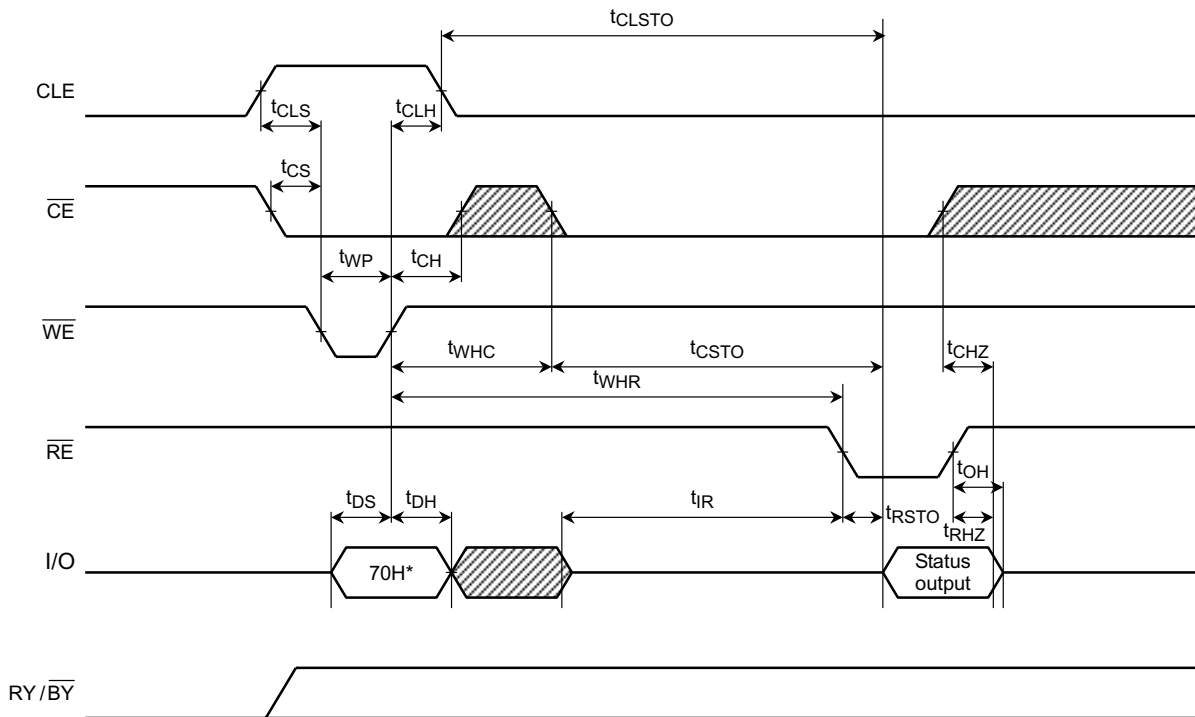 tCLSTO
CLE
tCLS
tCLH
tCS
CE
tWP
tCH
WE
tWHC
tCSTO
tCHZ
tWHR
RE
tOH
tDS
tDH
tIR
tRSTO
tRHZ
I/O
70H*
Status
output
RY/BY